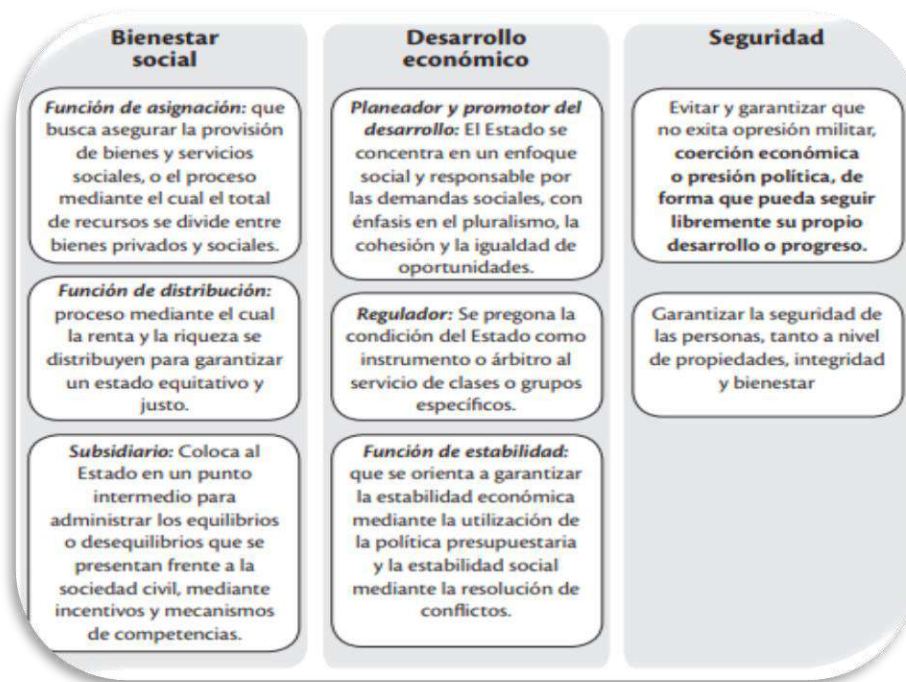 Bienestar
social
Función de asignación: que
busca asegurar la provisión
de bienes y servicios
sociales, o el proceso
mediante el cual el total
de recursos se divide entre
bienes privados y sociales.
Función de distribución:
proceso mediante el cual
la renta y la riqueza se
distribuyen para garantizar
un estado equitativo y
justo.
Subsidiario: Coloca al
Estado en un punto
intermedio para
administrar los equilibrios
o desequilibrios que se
presentan frente a la
sociedad civil, mediante
incentivos y mecanismos
de competencias.
Desarrollo
económico
Planeador y promotor del
desarrollo: El Estado se
concentra en un enfoque
social y responsable por
las demandas sociales, con
énfasis en el pluralismo, la
cohesión y la igualdad de
oportunidades.
Regulador: Se pregona la
condición del Estado como
instrumento o árbitro al
servicio de clases o grupos
específicos.
Función de estabilidad:
que se orienta a garantizar
la estabilidad económica
mediante la utilización de
la política presupuestaria
y la estabilidad social
mediante la resolución de
conflictos.
Seguridad
Evitar y garantizar que
no exita opresión militar,
coerción económica
o presión política, de
forma que pueda seguir
libremente su propio
desarrollo o progreso.
Garantizar la seguridad de
las personas, tanto a nivel
de propiedades, integridad
y bienestar